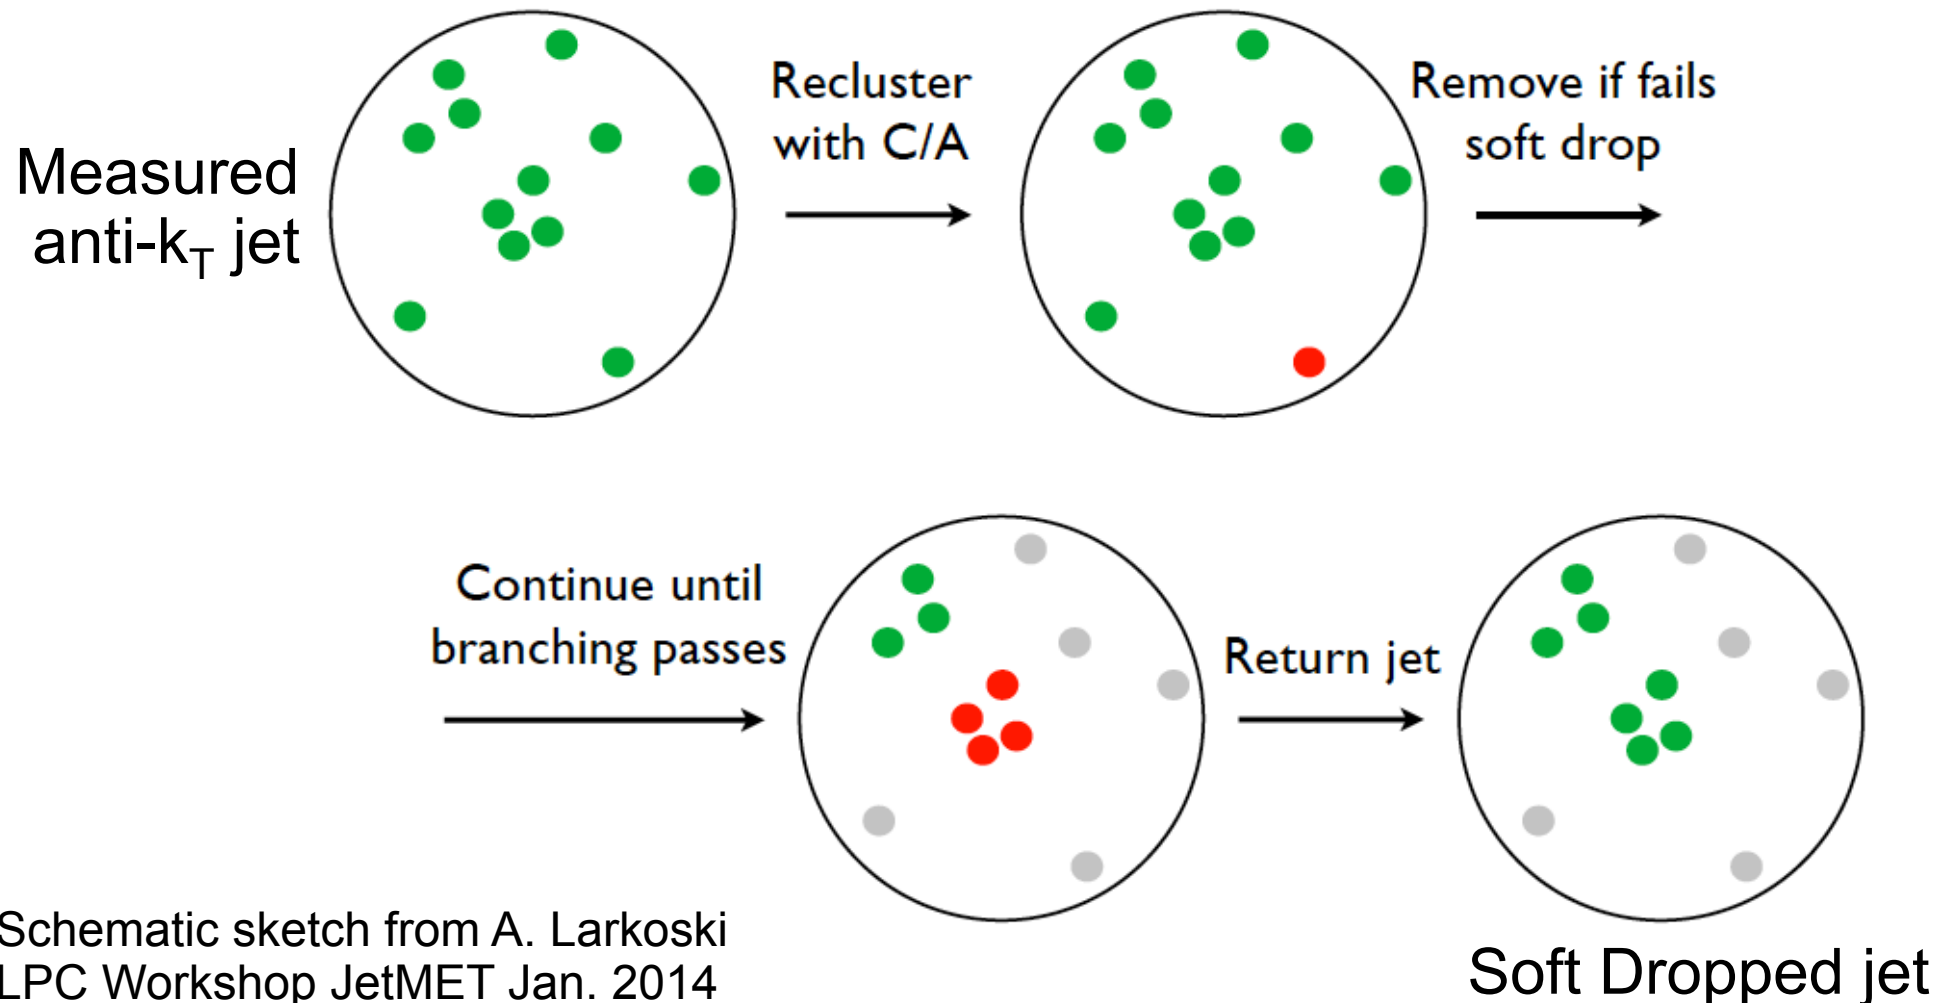 Measured
anti-k_T jet
Recluster
with C/A
Remove if fails
soft drop
Continue until
branching passes
Return jet
Schematic sketch from A. Larkoski
LPC Workshop JetMET Jan. 2014
Soft Dropped jet